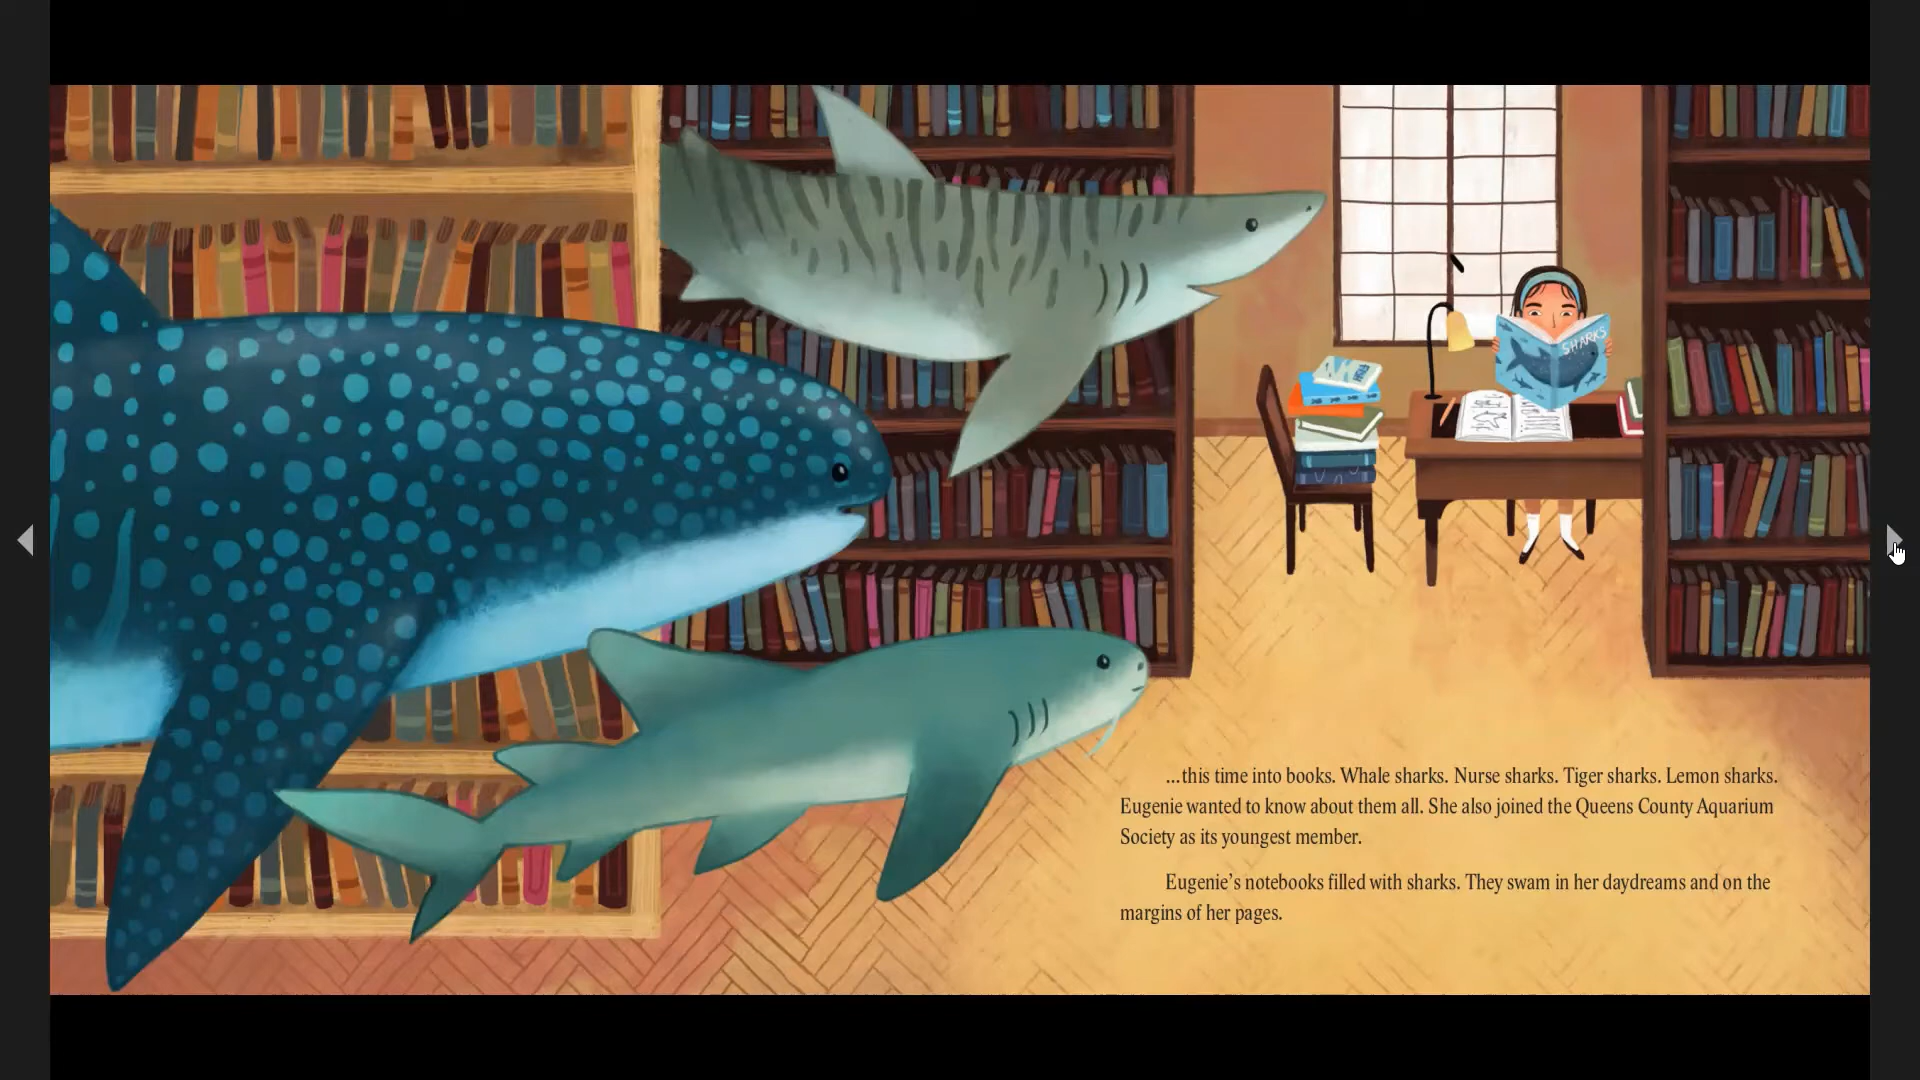 SHARKS
...this time into books. Whale sharks. Nurse sharks. Tiger sharks. Lemon sharks.
Eugenie wanted to know about them all. She also joined the Queens County Aquarium
Society as its youngest member.
Eugenie’s notebooks filled with sharks. They swam in her daydreams and on the
margins of her pages.